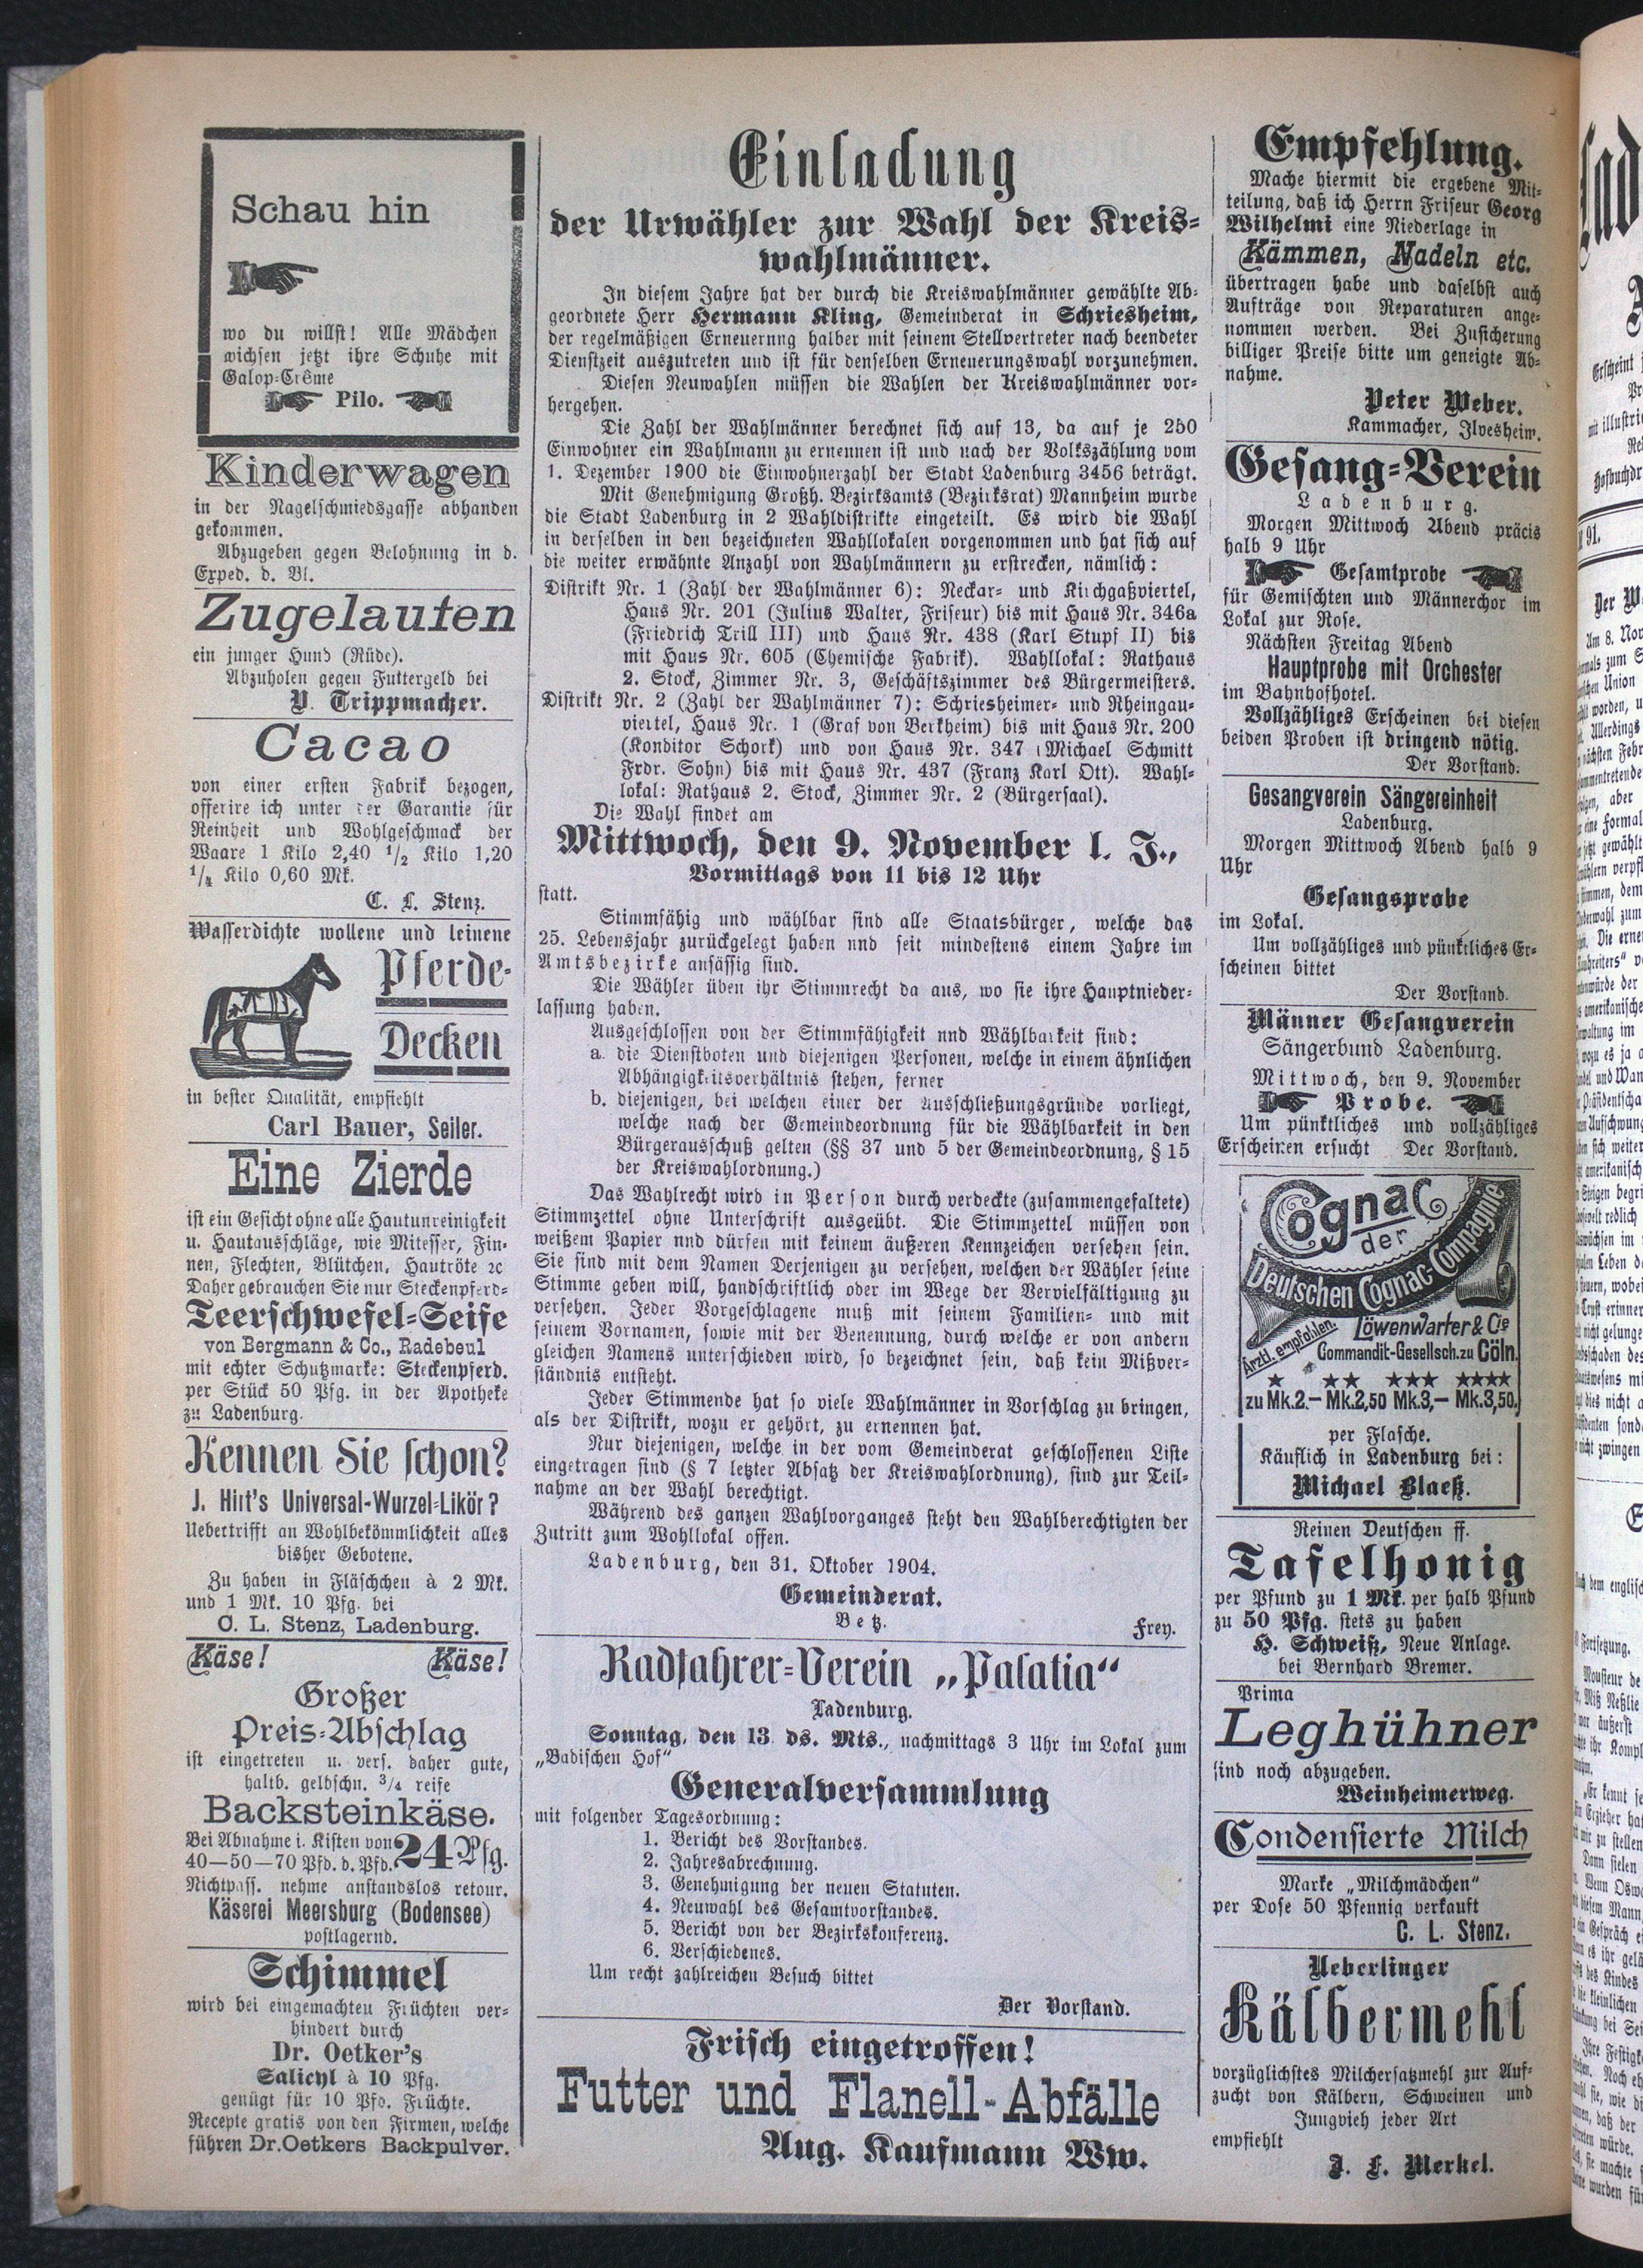 Schau hin
wo du willst! Alle Mädchen
wichsen jetzt ihre Schuhe mit
Galop-Crême
Pilo.
Kinderwagen
in der Nagelschmiedsgasse abhanden
gekommen.
Abzugeben gegen Belohnung in d.
Exped. d. Bl.
Zugelaufen
ein junger Hund (Rüde).
Abzuholen gegen Futtergeld bei
Trippmacher.
Cacao
von einer ersten Fabrik bezogen,
offerire ich unter der Garantie für
Reinheit und Wohlgeschmack der
Waare 1 Kilo 2,40 1/2 Kilo 1,20
1/4 Kilo 0,60 Mk.
C. L. Stenz.
Wasserdichte wollene und leinene
Pferde-
Decken
in bester Qualität, empfiehlt
Carl Bauer, Seiler.
Eine Zierde
ist ein Gesicht ohne alle Hautunreinigkeit
u. Hautausschläge, wie Mitesser, Fin-
nen, Flechten, Blütchen, Hautröte ꝛc
Daher gebrauchen Sie nur Steckenpferd-
Teerschwefel-Seife
von Bergmann & Co., Radebeul
mit echter Schutzmarke: Steckenpferd.
per Stück 50 Pfg. in der Apotheke
zu Ladenburg.
Kennen Sie schon?
J. Hirt's Universal-Wurzel-Likör?
Uebertrifft an Wohlbekömmlichkeit alles
bisher Gebotene.
Zu haben in Fläschchen à 2 Mk.
und 1 Mk. 10 Pfg. bei
C. L. Stenz, Ladenburg.
Käse! Käse!
Großer
Preis-Abschlag
ist eingetreten u. vers. daher gute,
haltb. gelbschn. 3/4 reife
Backsteinkäse.
Bei Abnahme i. Kisten von
40—50—70 Pfd. d. Pfd. 24 Pfg.
Nichtpass. nehme anstandslos retour.
Käserei Meersburg (Bodensee)
postlagernd.
Schimmel
wird bei eingemachten Früchten ver-
hindert durch
Dr. Oetker's
Salicyl à 10 Pfg.
genügt für 10 Pfd. Früchte.
Recepte gratis von den Firmen, welche
führen Dr. Oetkers Backpulver.
Einladung
der Urwähler zur Wahl der Kreis-
wahlmänner.
In diesem Jahre hat der durch die Kreiswahlmänner gewählte Ab-
geordnete Herr Hermann Kling, Gemeinderat in Schriesheim,
der regelmäßigen Erneuernng halber mit seinem Stellvertreter nach beendeter
Dienstzeit auszutreten und ist für denselben Erneuerungswahl vorzunehmen.
Diesen Neuwahlen müssen die Wahlen der Kreiswahlmänner vor-
hergehen.
Die Zahl der Wahlmänner berechnet sich auf 13, da auf je 250
Einwohner ein Wahlmann zu ernennen ist und nach der Volkszählung vom
1. Dezember 1900 die Einwohnerzahl der Stadt Ladenburg 3456 beträgt.
Mit Genehmigung Großh. Bezirksamts (Bezirksrat) Mannheim wurde
die Stadt Ladenburg in 2 Wahldistrikte eingeteilt. Es wird die Wahl
in derselben in den bezeichneten Wahllokalen vorgenommen und hat sich auf
die weiter erwähnte Anzahl von Wahlmännern zu erstrecken, nämlich:
Distrikt Nr. 1 (Zahl der Wahlmänner 6): Neckar- und Kirchgaßviertel,
Haus Nr. 201 (Julius Walter, Friseur) bis mit Haus Nr. 346a
(Friedrich Trill III) und Haus Nr. 438 (Karl Stupf II) bis
mit Haus Nr. 605 (Chemische Fabrik). Wahllokal: Rathaus
2. Stock, Zimmer Nr. 3, Geschäftszimmer des Bürgermeisters.
Distrikt Nr. 2 (Zahl der Wahlmänner 7): Schriesheimer- und Rheingau-
viertel, Haus Nr. 1 (Graf von Berkheim) bis mit Haus Nr. 200
(Konditor Schork) und von Haus Nr. 347 (Michael Schmitt
Frdr. Sohn) bis mit Haus Nr. 437 (Franz Karl Ott). Wahl-
lokal: Rathaus 2. Stock, Zimmer Nr. 2 (Bürgersaal).
Die Wahl findet am
Mittwoch, den 9. November l. J.,
Vormittags von 11 bis 12 Uhr
statt.
Stimmfähig und wählbar sind alle Staatsbürger, welche das
25. Lebensjahr zurückgelegt haben nnd seit mindestens einem Jahre im
Amtsbezirke ansässig sind.
Die Wähler üben ihr Stimmrecht da aus, wo sie ihre Hauptnieder-
lassung haben.
Ausgeschlossen von der Stimmfähigkeit nnd Wählbarkeit sind:
a. die Dienstboten und diejenigen Personen, welche in einem ähnlichen
Abhängigkeitsverhältnis stehen, ferner
b. diejenigen, bei welchen einer der Ausschließungsgründe vorliegt,
welche nach der Gemeindeordnung für die Wählbarkeit in den
Bürgerausschuß gelten (§§ 37 und 5 der Gemeindeordnung, § 15
der Kreiswahlordnung.)
Das Wahlrecht wird in Person durch verdeckte (zusammengefaltete)
Stimmzettel ohne Unterschrift ausgeübt. Die Stimmzettel müssen von
weißem Papier nnd dürfen mit keinem äußeren Kennzeichen versehen sein.
Sie sind mit dem Namen Derjenigen zu versehen, welchen der Wähler seine
Stimme geben will, handschriftlich oder im Wege der Vervielfältigung zu
versehen. Jeder Vorgeschlagene muß mit seinem Familien- und mit
seinem Vornamen, sowie mit der Benennung, durch welche er von andern
gleichen Namens unterschieden wird, so bezeichnet sein, daß kein Mißver-
ständnis entsteht.
Jeder Stimmende hat so viele Wahlmänner in Vorschlag zu bringen,
als der Distrikt, wozu er gehört, zu ernennen hat.
Nur diejenigen, welche in der vom Gemeinderat geschlossenen Liste
eingetragen sind (§ 7 letzter Absatz der Kreiswahlordnung), sind zur Teil-
nahme an der Wahl berechtigt.
Während des ganzen Wahlvorganges steht den Wahlberechtigten der
Zutritt zum Wohllokal offen.
Ladenburg, den 31. Oktober 1904.
Gemeinderat.
Betz.
Frey.
Radfahrer-Verein „Palatia“
Ladenburg.
Sonntag, den 13. ds. Mts., nachmittags 3 Uhr im Lokal zum
„Badischen Hof“
Generalversammlung
mit folgender Tagesordnung:
1. Bericht des Vorstandes.
2. Jahresabrechnung.
3. Genehmigung der neuen Statuten.
4. Neuwahl des Gesamtvorstandes.
5. Bericht von der Bezirkskonferenz.
6. Verschiedenes.
Um recht zahlreichen Besuch bittet
Der Vorstand.
Frisch eingetroffen!
Futter und Flanell-Abfälle
Aug. Kaufmann Ww.
Empfehlung.
Mache hiermit die ergebene Mit-
teilung, daß ich Herrn Friseur Georg
Wilhelmi eine Niederlage in
Kämmen, Nadeln etc.
übertragen habe und daselbst auch
Aufträge von Reparaturen ange-
nommen werden. Bei Zusicherung
billiger Preise bitte um geneigte Ab-
nahme.
Peter Weber.
Kammacher, Ilvesheim.
Gesang-Verein
Ladenburg.
Morgen Mittwoch Abend präcis
halb 9 Uhr
Gesamtprobe
für Gemischten und Männerchor im
Lokal zur Rose.
Nächsten Freitag Abend
Hauptprobe mit Orchester
im Bahnhofhotel.
Vollzähliges Erscheinen bei diesen
beiden Proben ist dringend nötig.
Der Vorstand.
Gesangverein Sängereinheit
Ladenburg.
Morgen Mittwoch Abend halb 9
Uhr
Gesangsprobe
im Lokal.
Um vollzähliges und pünktliches Er-
scheinen bittet
Der Vorstand.
Männer Gesangverein
Sängerbund Ladenburg.
Mittwoch, den 9. November
Probe.
Um pünktliches und vollzähliges
Erscheinen ersucht Der Vorstand.
Cognac
der
Deutschen Cognac-Compagnie
Löwenwarter & Cie
Ärztl. empfohlen.
Commandit-Gesellsch. zu Cöln.
★ ★★ ★★★ ★★★★
zu Mk. 2.— Mk. 2,50 Mk. 3,— Mk. 3,50.
per Flasche.
Käuflich in Ladenburg bei:
Michael Blaeß.
Reinen Deutschen ff.
Tafelhonig
per Pfund zu 1 Mk. per halb Pfund
zu 50 Pfg. stets zu haben
H. Schweiß, Neue Anlage.
bei Bernhard Bremer.
Prima
Leghühner
sind noch abzugeben.
Weinheimerweg.
Condensierte Milch
Marke „Milchmädchen“
per Dose 50 Pfennig verkauft
C. L. Stenz.
Ueberlinger
Kälbermehl
vorzüglichstes Milchersatzmehl zur Auf-
zucht von Kälbern, Schweinen und
Jungvieh jeder Art
empfiehlt
J. F. Merkel.